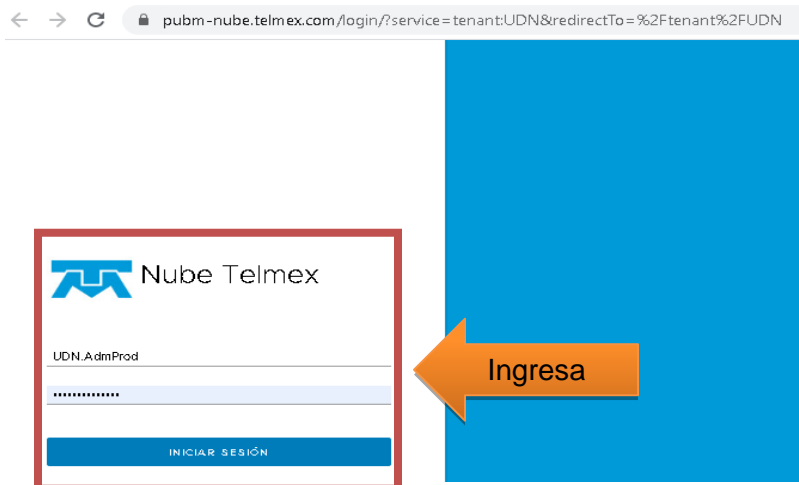 pubm-nube.telmex.com/login/?service=tenant:UDN&redirectTo=%2Ftenant%2FUDN
Nube Telmex
UDN.AdmProd
Ingresa
••••••••••••••
INICIAR SESIÓN